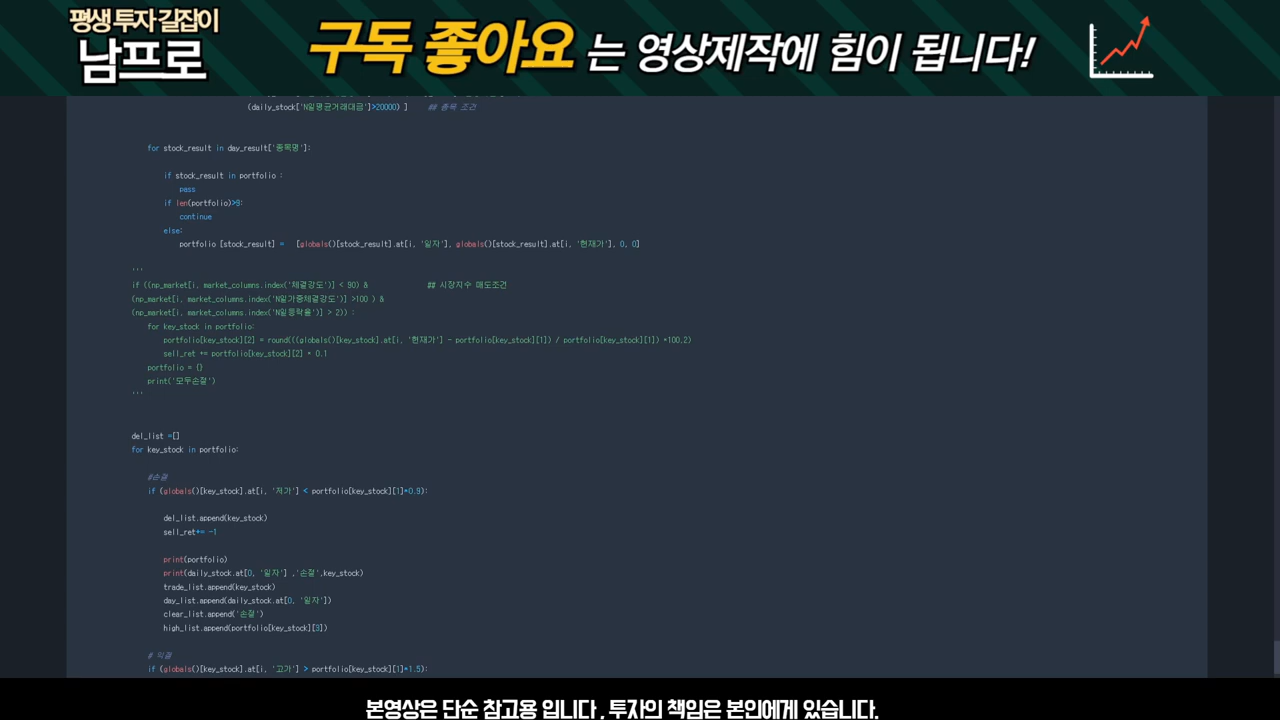 평생 투자 길잡이
남프로
구독 좋아요 는 영상제작에 힘이 됩니다!
(daily_stock['N일평균거래대금']>20000) ]    ## 종목 조건
for stock_result in day_result['종목명']:
if stock_result in portfolio :
pass
if len(portfolio)>9:
continue
else:
portfolio [stock_result] =   [globals()[stock_result].at[i, '일자'], globals()[stock_result].at[i, '현재가'], 0, 0]
'''
if ((np_market[i, market_columns.index('체결강도')] < 90) &    ## 시장지수 매도조건
(np_market[i, market_columns.index('N일가중체결강도')] >100 ) &
(np_market[i, market_columns.index('N일등락율')] > 2)) :
for key_stock in portfolio:
portfolio[key_stock][2] = round(((globals()[key_stock].at[i, '현재가'] - portfolio[key_stock][1]) / portfolio[key_stock][1]) *100,2)
sell_ret += portfolio[key_stock][2] * 0.1
portfolio = {}
print('모두손절')
'''
del_list =[]
for key_stock in portfolio:
#손절
if (globals()[key_stock].at[i, '저가'] < portfolio[key_stock][1]*0.9):
del_list.append(key_stock)
sell_ret+= -1
print(portfolio)
print(daily_stock.at[0, '일자'] ,'손절',key_stock)
trade_list.append(key_stock)
day_list.append(daily_stock.at[0, '일자'])
clear_list.append('손절')
high_list.append(portfolio[key_stock][3])
# 익절
if (globals()[key_stock].at[i, '고가'] > portfolio[key_stock][1]*1.5):
본영상은 단순 참고용 입니다 , 투자의 책임은 본인에게 있습니다.